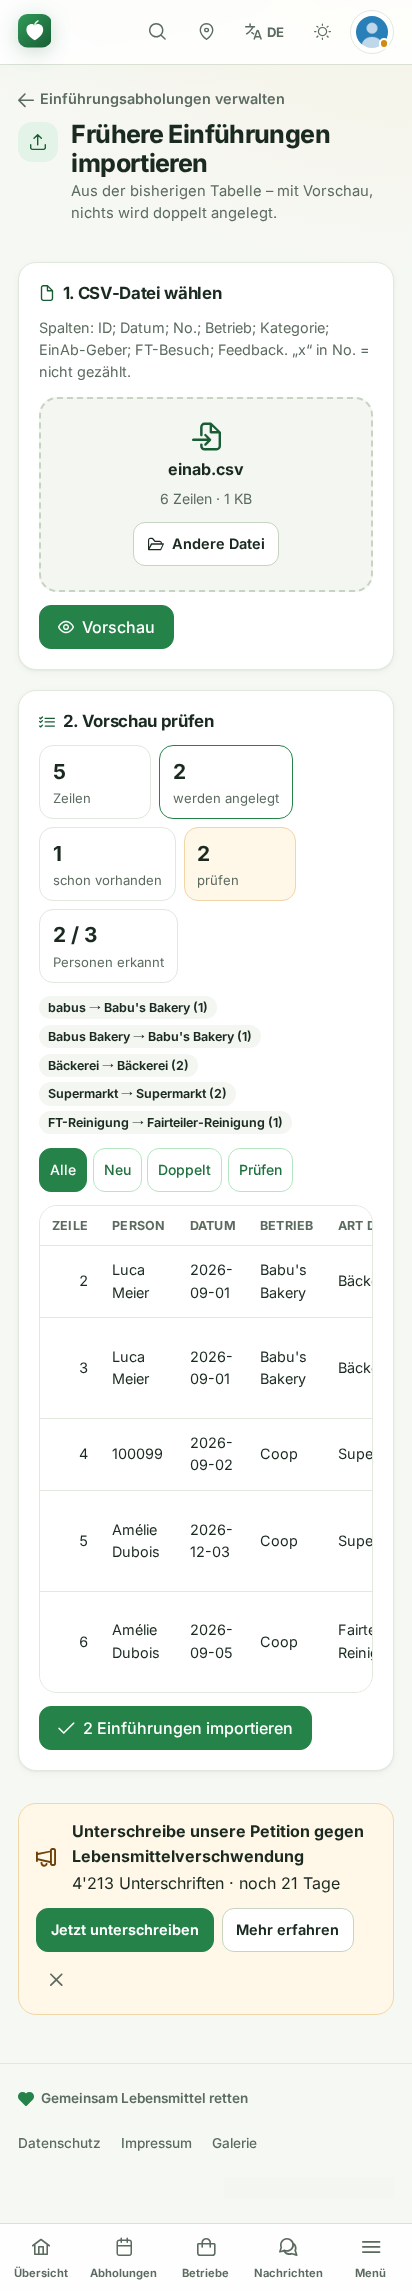 DE
Einführungsabholungen verwalten
Frühere Einführungen
importieren
Aus der bisherigen Tabelle – mit Vorschau,
nichts wird doppelt angelegt.
1. CSV-Datei wählen
Spalten: ID; Datum; No.; Betrieb; Kategorie;
EinAb-Geber; FT-Besuch; Feedback. „x“ in No. =
nicht gezählt.
einab.csv
6 Zeilen · 1 KB
Andere Datei
Vorschau
2. Vorschau prüfen
5
Zeilen
2
werden angelegt
1
schon vorhanden
2
prüfen
2 / 3
Personen erkannt
babus → Babu's Bakery (1)
Babus Bakery → Babu's Bakery (1)
Bäckerei → Bäckerei (2)
Supermarkt → Supermarkt (2)
FT-Reinigung → Fairteiler-Reinigung (1)
Alle Neu Doppelt Prüfen
ZEILE PERSON DATUM BETRIEB ART
2 Luca Meier 2026-09-01 Babu's Bakery
3 Luca Meier 2026-09-01 Babu's Bakery
4 100099 2026-09-02 Coop
5 Amélie Dubois 2026-12-03 Coop
6 Amélie Dubois 2026-09-05 Coop
2 Einführungen importieren
Unterschreibe unsere Petition gegen
Lebensmittelverschwendung
4'213 Unterschriften · noch 21 Tage
Jetzt unterschreiben
Mehr erfahren
Gemeinsam Lebensmittel retten
Datenschutz Impressum Galerie
Übersicht Abholungen Betriebe Nachrichten Menü